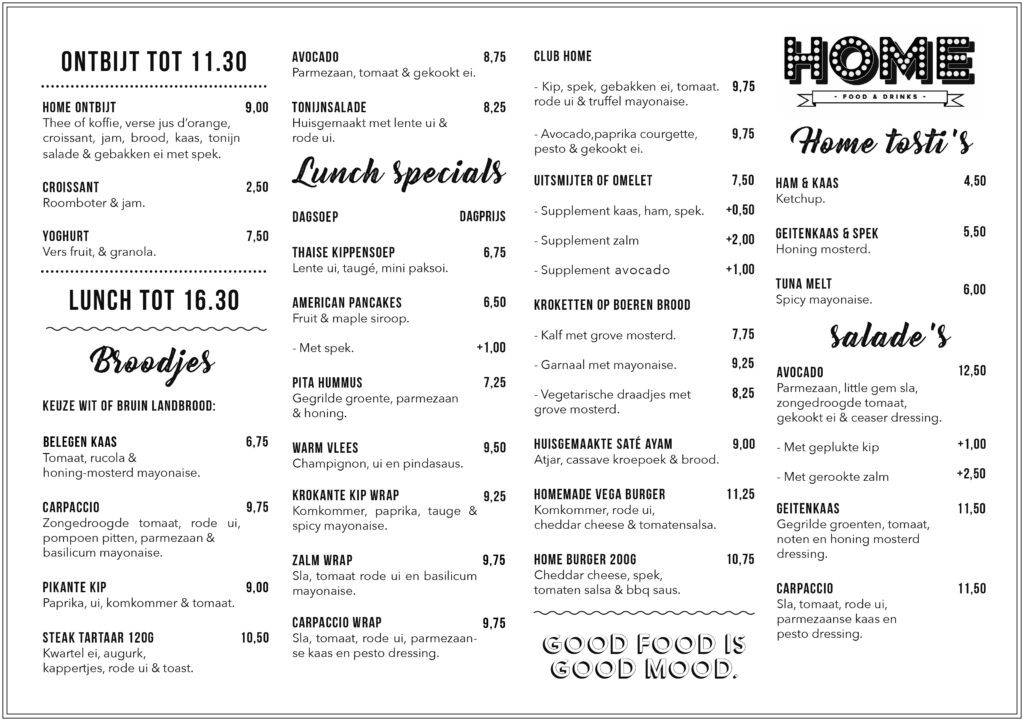 ONTBIJT TOT 11.30
HOME ONTBIJT 9,00
Thee of koffie, verse jus d'orange,
croissant, jam, brood, kaas, tonijn
salade & gebakken ei met spek.
CROISSANT 2,50
Roomboter & jam.
YOGHURT 7,50
Vers fruit, & granola.
LUNCH TOT 16.30
Broodjes
KEUZE WIT OF BRUIN LANDBROOD:
BELEGEN KAAS 6,75
Tomaat, rucola &
honing-mosterd mayonaise.
CARPACCIO 9,75
Zongedroogde tomaat, rode ui,
pompoen pitten, parmezaan &
basilicum mayonaise.
PIKANTE KIP 9,00
Paprika, ui, komkommer & tomaat.
STEAK TARTAAR 120G 10,50
Kwartel ei, augurk,
kappertjes, rode ui & toast.
AVOCADO 8,75
Parmezaan, tomaat & gekookt ei.
TONIJNSALADE 8,25
Huisgemaakt met lente ui &
rode ui.
Lunch specials
DAGSOEP DAGPRIJS
THAISE KIPPENSOEP 6,75
Lente ui, taugé, mini paksoi.
AMERICAN PANCAKES 6,50
Fruit & maple siroop.
- Met spek. +1,00
PITA HUMMUS 7,25
Gegrilde groente, parmezaan
& honing.
WARM VLEES 9,50
Champignon, ui en pindasaus.
KROKANTE KIP WRAP 9,25
Komkommer, paprika, tauge &
spicy mayonaise.
ZALM WRAP 9,75
Sla, tomaat rode ui en basilicum
mayonaise.
CARPACCIO WRAP 9,75
Sla, tomaat, rode ui, parmezaan-
se kaas en pesto dressing.
CLUB HOME
- Kip, spek, gebakken ei, tomaat. 9,75
rode ui & truffel mayonaise.
- Avocado,paprika courgette, 9,75
pesto & gekookt ei.
UITSMIJTER OF OMELET 7,50
- Supplement kaas, ham, spek. +0,50
- Supplement zalm +2,00
- Supplement avocado +1,00
KROKETTEN OP BOEREN BROOD
- Kalf met grove mosterd. 7,75
- Garnaal met mayonaise. 9,25
- Vegetarische draadjes met 8,25
grove mosterd.
HUISGEMAAKTE SATÉ AYAM 9,00
Atjar, cassave kroepoek & brood.
HOMEMADE VEGA BURGER 11,25
Komkommer, rode ui,
cheddar cheese & tomatensalsa.
HOME BURGER 200G 10,75
Cheddar cheese, spek,
tomaten salsa & bbq saus.
GOOD FOOD IS
GOOD MOOD.
HOME
- FOOD & DRINKS -
Home tosti's
HAM & KAAS 4,50
Ketchup.
GEITENKAAS & SPEK 5,50
Honing mosterd.
TUNA MELT 6,00
Spicy mayonaise.
salade's
AVOCADO 12,50
Parmezaan, little gem sla,
zongedroogde tomaat,
gekookt ei & ceaser dressing.
- Met geplukte kip +1,00
- Met gerookte zalm +2,50
GEITENKAAS 11,50
Gegrilde groenten, tomaat,
noten en honing mosterd
dressing.
CARPACCIO 11,50
Sla, tomaat, rode ui,
parmezaanse kaas en
pesto dressing.